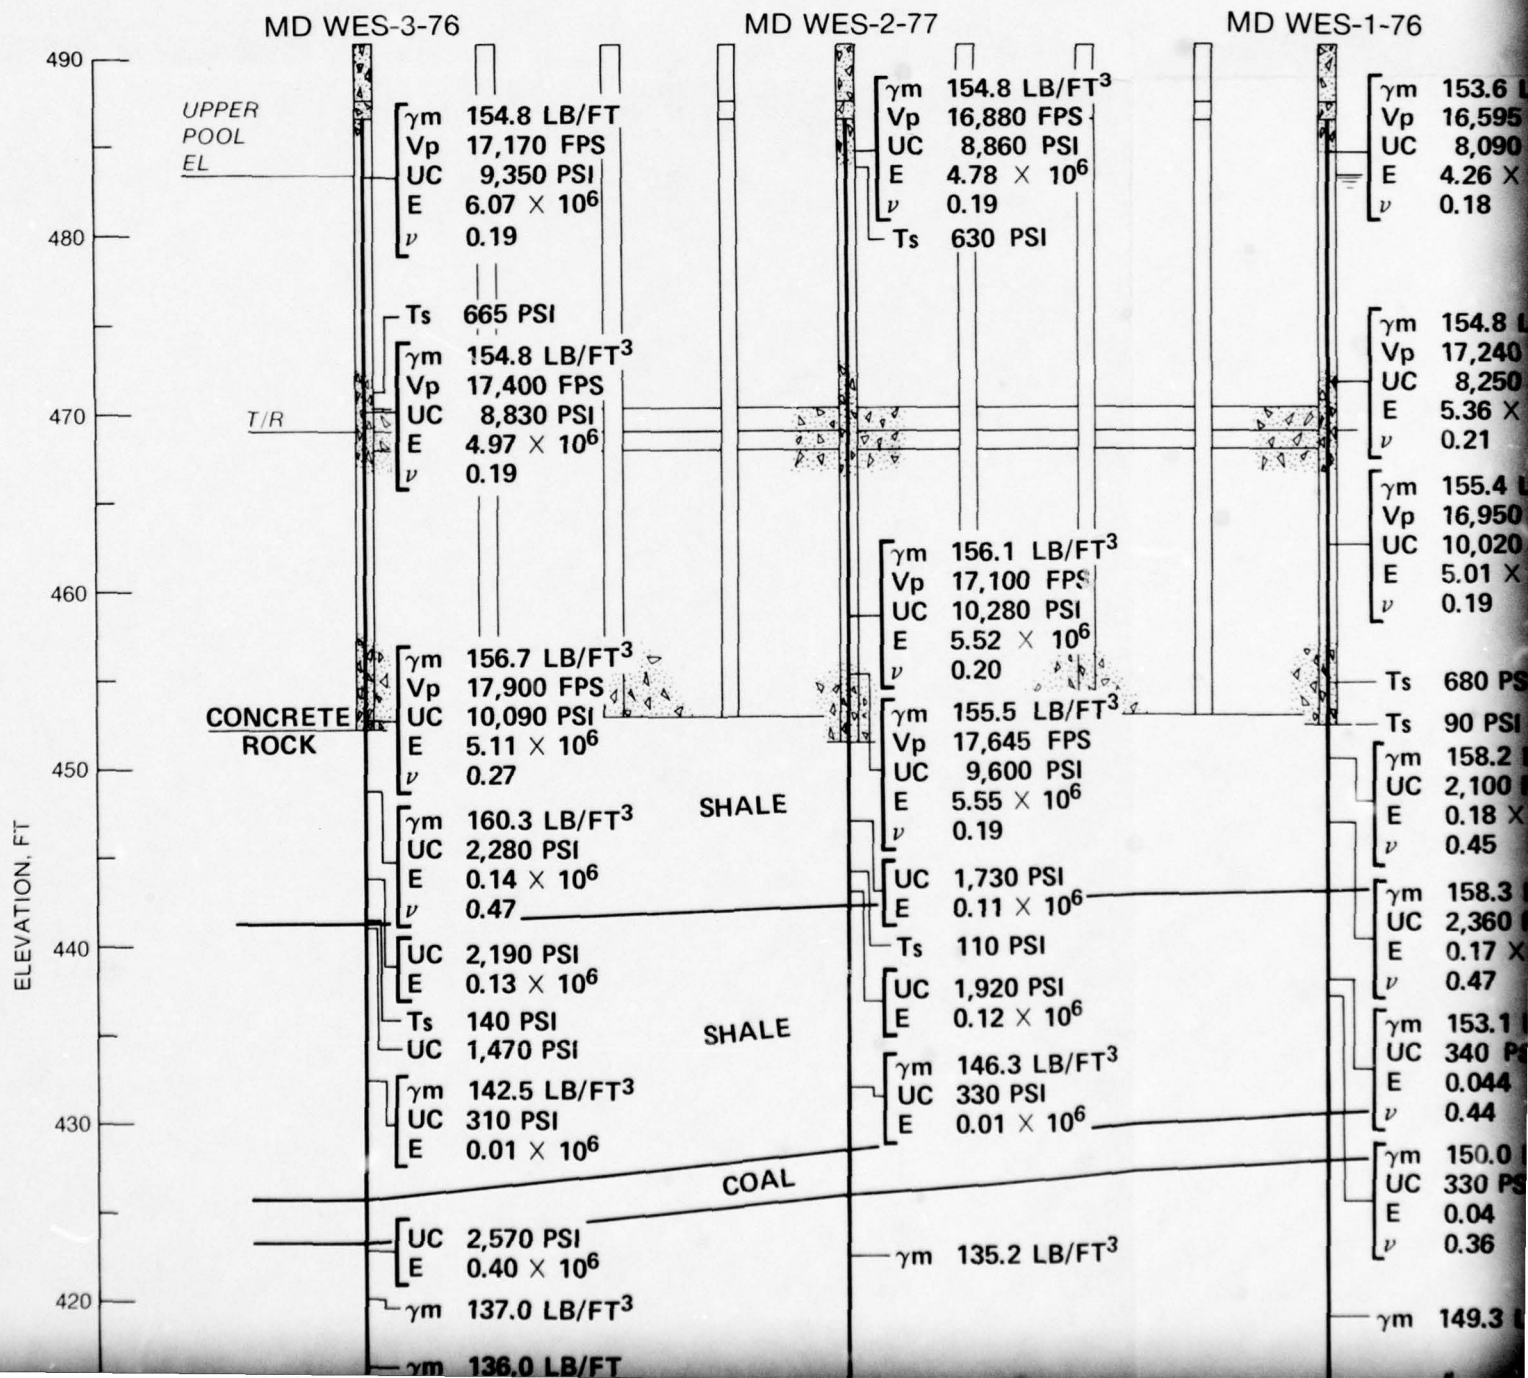 MD WES-3-76
MD WES-2-77
MD WES-1-76
ELEVATION, FT
490
480
470
460
450
440
430
420
UPPER
POOL
EL
T/R
CONCRETE
ROCK
γm 154.8 LB/FT
Vp 17,170 FPS
UC 9,350 PSI
E 6.07 × 10⁶
ν 0.19
Ts 665 PSI
γm 154.8 LB/FT³
Vp 17,400 FPS
UC 8,830 PSI
E 4.97 × 10⁶
ν 0.19
γm 156.7 LB/FT³
Vp 17,900 FPS
UC 10,090 PSI
E 5.11 × 10⁶
ν 0.27
γm 160.3 LB/FT³
UC 2,280 PSI
E 0.14 × 10⁶
ν 0.47
UC 2,190 PSI
E 0.13 × 10⁶
Ts 140 PSI
UC 1,470 PSI
γm 142.5 LB/FT³
UC 310 PSI
E 0.01 × 10⁶
UC 2,570 PSI
E 0.40 × 10⁶
γm 137.0 LB/FT³
γm 136.0 LB/FT
SHALE
SHALE
COAL
γm 154.8 LB/FT³
Vp 16,880 FPS
UC 8,860 PSI
E 4.78 × 10⁶
ν 0.19
Ts 630 PSI
γm 156.1 LB/FT³
Vp 17,100 FPS
UC 10,280 PSI
E 5.52 × 10⁶
ν 0.20
γm 155.5 LB/FT³
Vp 17,645 FPS
UC 9,600 PSI
E 5.55 × 10⁶
ν 0.19
UC 1,730 PSI
E 0.11 × 10⁶
Ts 110 PSI
UC 1,920 PSI
E 0.12 × 10⁶
γm 146.3 LB/FT³
UC 330 PSI
E 0.01 × 10⁶
γm 135.2 LB/FT³
γm 153.6 L
Vp 16,595
UC 8,090
E 4.26 ×
ν 0.18
γm 154.8 L
Vp 17,240
UC 8,250
E 5.36 ×
ν 0.21
γm 155.4 L
Vp 16,950
UC 10,020
E 5.01 ×
ν 0.19
Ts 680 PS
Ts 90 PSI
γm 158.2
UC 2,100
E 0.18 ×
ν 0.45
γm 158.3
UC 2,360
E 0.17 ×
ν 0.47
γm 153.1
UC 340 PS
E 0.044
ν 0.44
γm 150.0
UC 330 PS
E 0.04
ν 0.36
γm 149.3